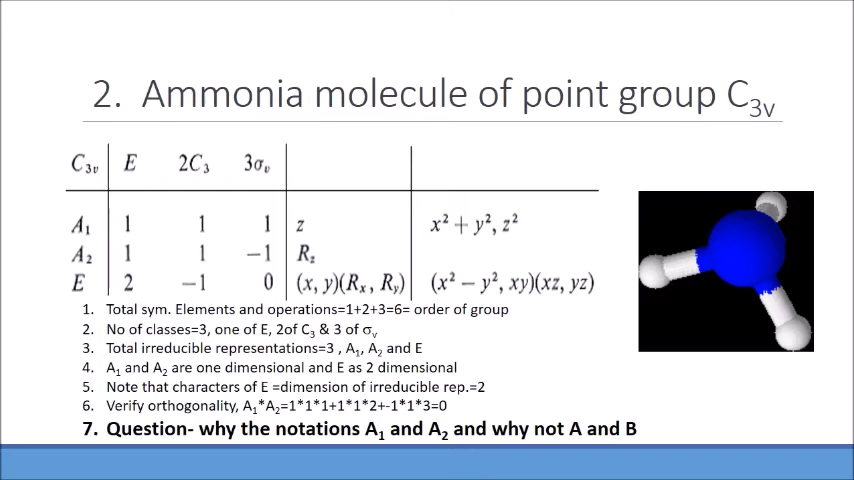 2. Ammonia molecule of point group C₃ᵥ
C₃ᵥ E 2C₃ 3σᵥ
A₁ 1 1 1 z x² + y², z²
A₂ 1 1 −1 R_z
E 2 −1 0 (x, y)(Rₓ, R_y) (x² − y², xy)(xz, yz)
1. Total sym. Elements and operations=1+2+3=6= order of group
2. No of classes=3, one of E, 2of C₃ & 3 of σᵥ
3. Total irreducible representations=3 , A₁, A₂ and E
4. A₁ and A₂ are one dimensional and E as 2 dimensional
5. Note that characters of E =dimension of irreducible rep.=2
6. Verify orthogonality, A₁*A₂=1*1*1+1*1*2+-1*1*3=0
7. Question- why the notations A₁ and A₂ and why not A and B